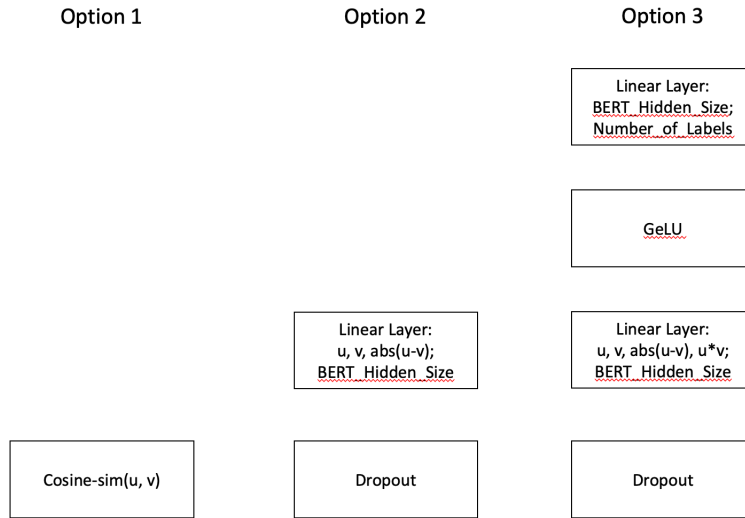 Option 1
Option 2
Option 3
Linear Layer:
BERT_Hidden_Size;
Number_of_Labels
GeLU
Linear Layer:
u, v, abs(u-v);
BERT_Hidden_Size
Linear Layer:
u, v, abs(u-v), u*v;
BERT_Hidden_Size
Cosine-sim(u, v)
Dropout
Dropout